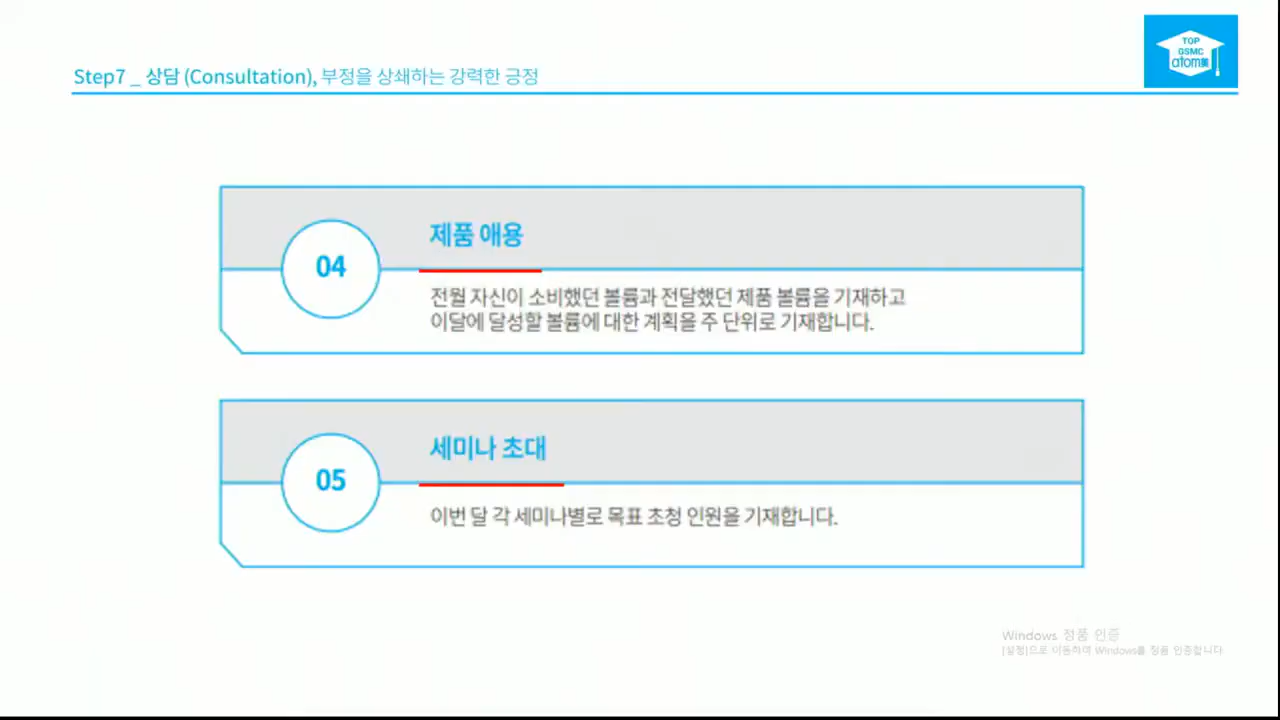 Step7 _ 상담 (Consultation), 부정을 상쇄하는 강력한 긍정
TOP
GSMC
atom美
04
제품 애용
전월 자신이 소비했던 볼륨과 전달했던 제품 볼륨을 기재하고
이달에 달성할 볼륨에 대한 계획을 주 단위로 기재합니다.
05
세미나 초대
이번 달 각 세미나별로 목표 초청 인원을 기재합니다.
Windows 정품 인증
[설정]으로 이동하여 Windows를 정품 인증합니다.